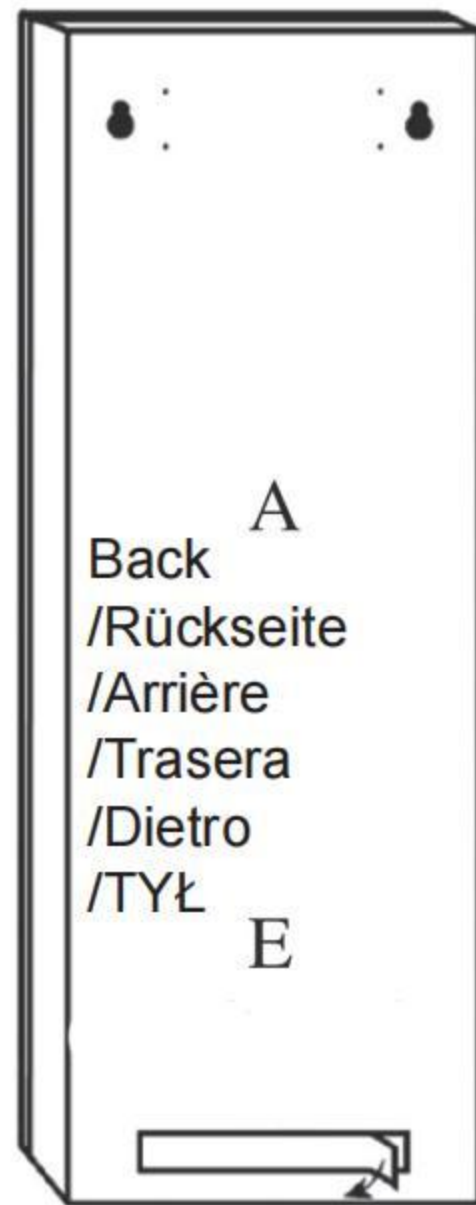 A
Back
/Rückseite
/Arrière
/Trasera
/Dietro
/TYŁ
E